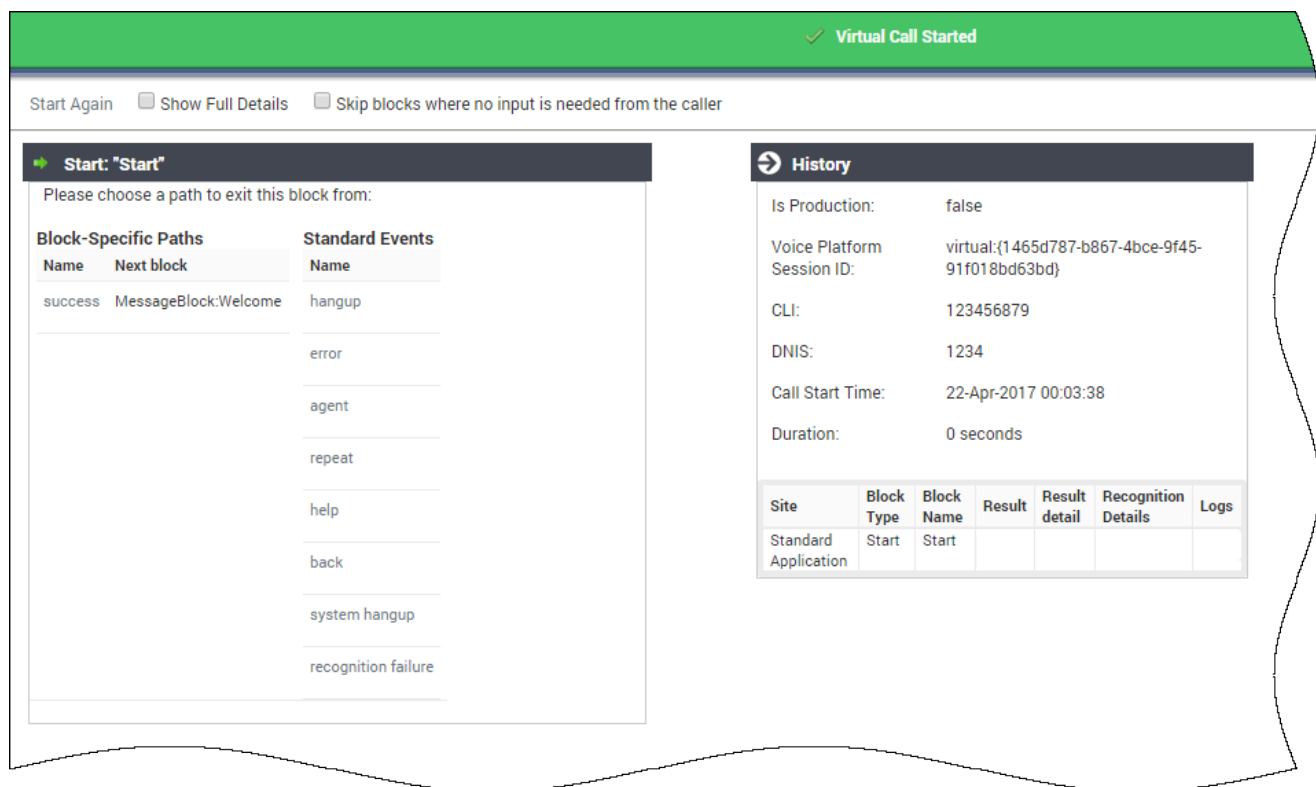 Virtual Call Started
Start Again Show Full Details Skip blocks where no input is needed from the caller
Start: "Start"
Please choose a path to exit this block from:
Block-Specific Paths Standard Events
Name Next block Name
success MessageBlock:Welcome hangup
error
agent
repeat
help
back
system hangup
recognition failure
History
Is Production: false
Voice Platform virtual:{1465d787-b867-4bce-9f45-
Session ID: 91f018bd63bd}
CLI: 123456879
DNIS: 1234
Call Start Time: 22-Apr-2017 00:03:38
Duration: 0 seconds
Site Block Block Result Result Recognition Logs
Type Name detail Details
Standard Start Start
Application